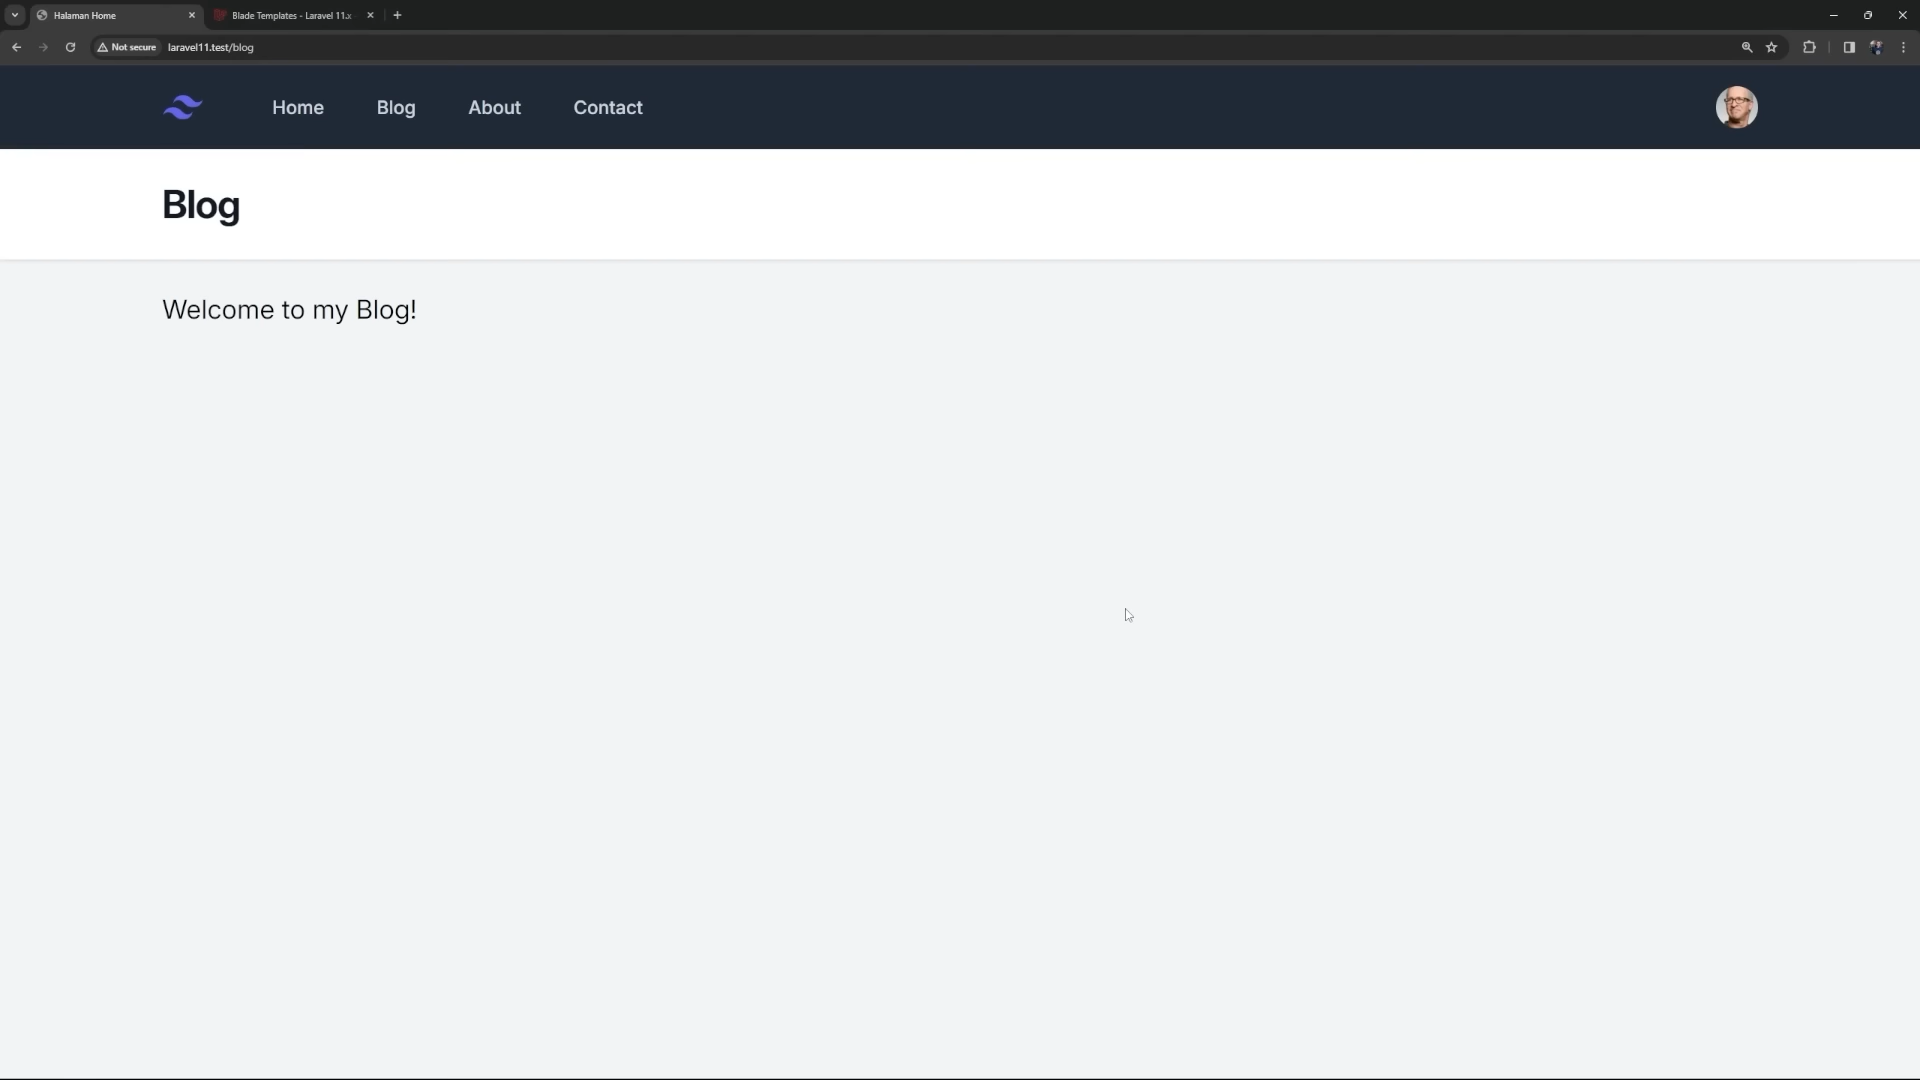 Halaman Home
Blade Templates - Laravel 11.x
Not secure
laravel11.test/blog
Home
Blog
About
Contact
Blog
Welcome to my Blog!